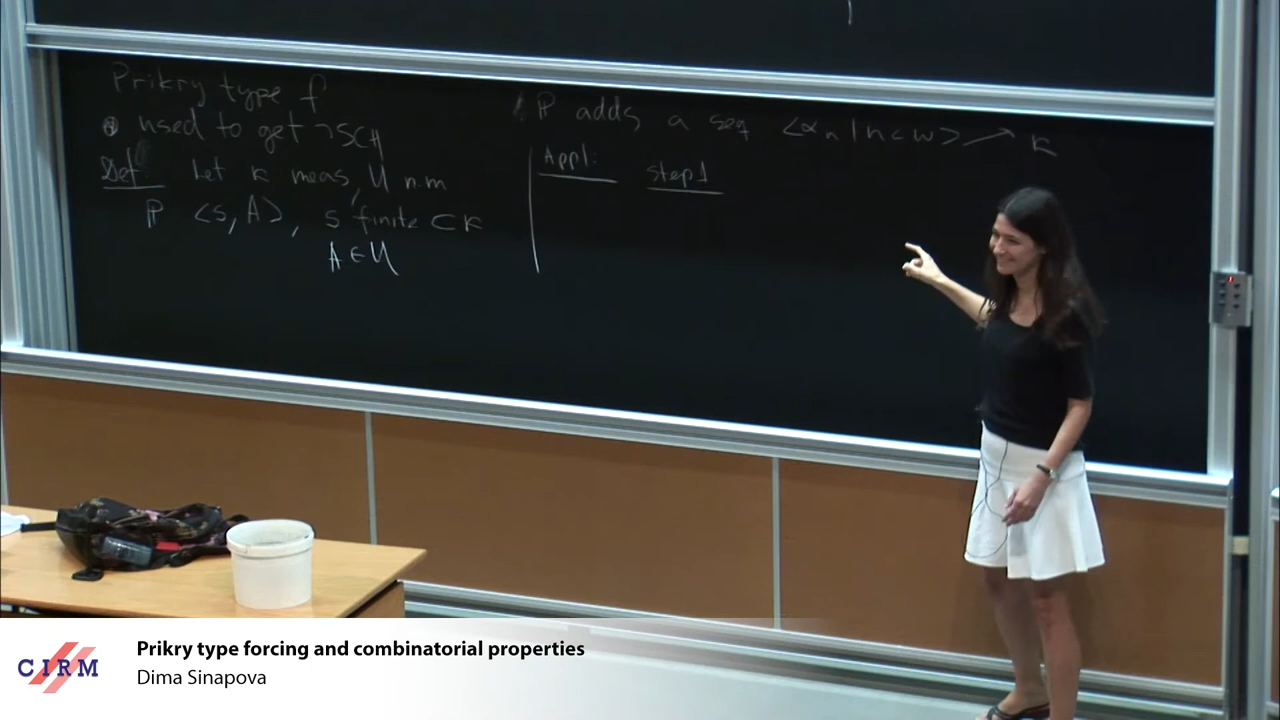 Prikry type f
used to get ¬SCH
Def: Let κ meas, U n.m
ℙ <s, A>, s finite ⊂ κ
A ∈ U
ℙ adds a seq <αₙ | n < ω> ↗ κ
Appl: step 1
CIRM
Prikry type forcing and combinatorial properties
Dima Sinapova